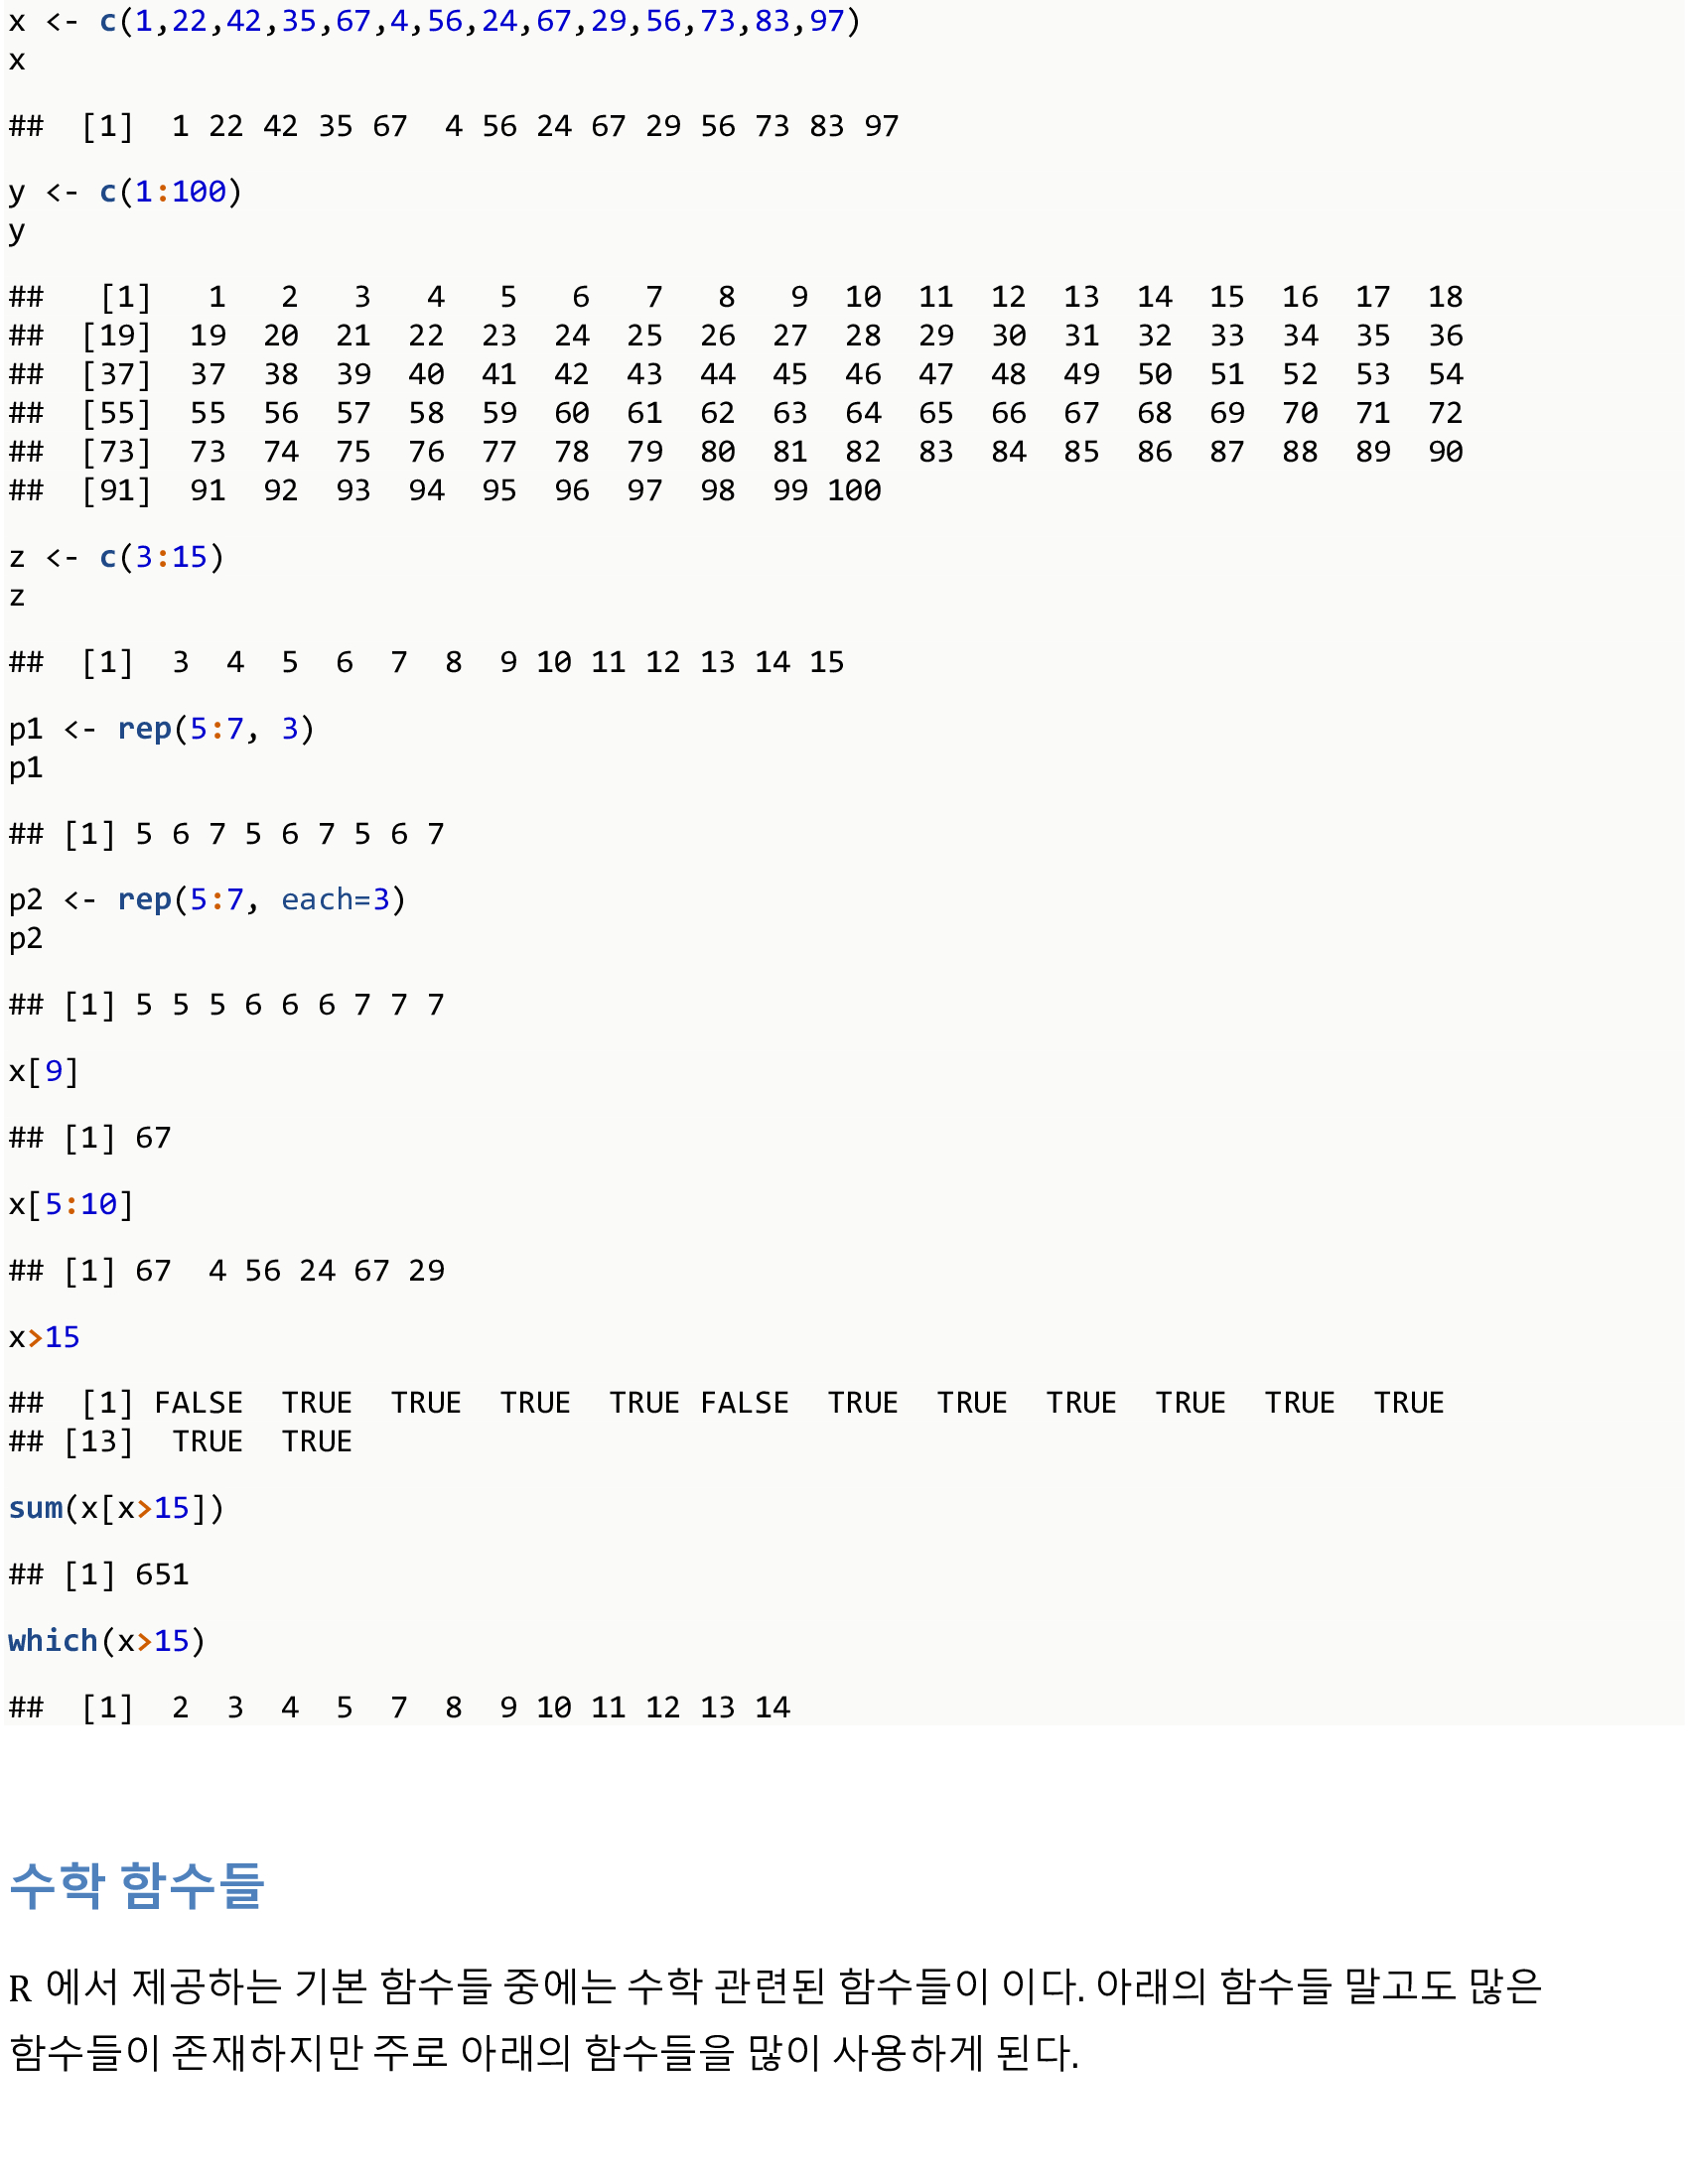 x <- c(1,22,42,35,67,4,56,24,67,29,56,73,83,97)
x
##  [1]  1 22 42 35 67  4 56 24 67 29 56 73 83 97
y <- c(1:100)
y
##   [1]   1   2   3   4   5   6   7   8   9  10  11  12  13  14  15  16  17  18
##  [19]  19  20  21  22  23  24  25  26  27  28  29  30  31  32  33  34  35  36
##  [37]  37  38  39  40  41  42  43  44  45  46  47  48  49  50  51  52  53  54
##  [55]  55  56  57  58  59  60  61  62  63  64  65  66  67  68  69  70  71  72
##  [73]  73  74  75  76  77  78  79  80  81  82  83  84  85  86  87  88  89  90
##  [91]  91  92  93  94  95  96  97  98  99 100
z <- c(3:15)
z
##  [1]  3  4  5  6  7  8  9 10 11 12 13 14 15
p1 <- rep(5:7, 3)
p1
## [1] 5 6 7 5 6 7 5 6 7
p2 <- rep(5:7, each=3)
p2
## [1] 5 5 5 6 6 6 7 7 7
x[9]
## [1] 67
x[5:10]
## [1] 67  4 56 24 67 29
x>15
##  [1] FALSE  TRUE  TRUE  TRUE  TRUE FALSE  TRUE  TRUE  TRUE  TRUE  TRUE  TRUE
## [13]  TRUE  TRUE
sum(x[x>15])
## [1] 651
which(x>15)
##  [1]  2  3  4  5  7  8  9 10 11 12 13 14
수학 함수들
R 에서 제공하는 기본 함수들 중에는 수학 관련된 함수들이 이다. 아래의 함수들 말고도 많은
함수들이 존재하지만 주로 아래의 함수들을 많이 사용하게 된다.